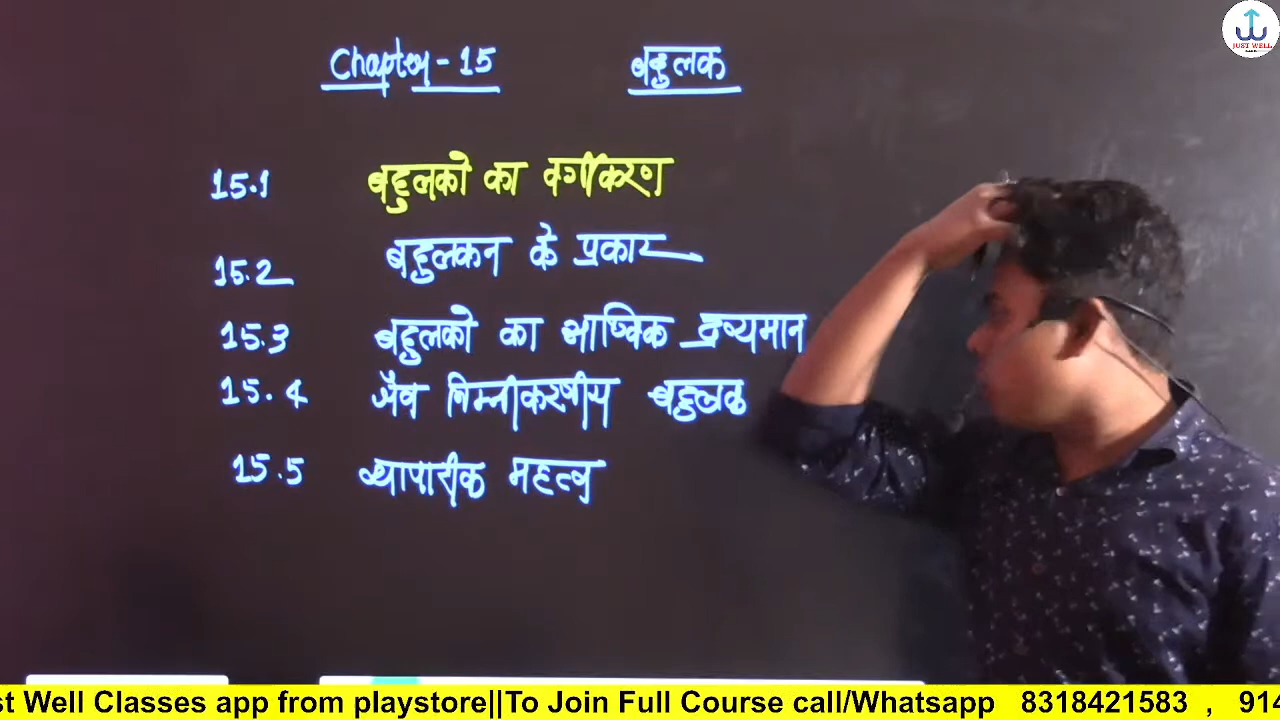 JUST WELL
Chapter - 15 बहुलक
15.1 बहुलको का वर्गीकरण
15.2 बहुलकन के प्रकार
15.3 बहुलको का आण्विक द्रव्यमान
15.4 जैव निम्नीकरणीय बहुलक
15.5 व्यापारीक महत्व
st Well Classes app from playstore||To Join Full Course call/Whatsapp 8318421583 , 914